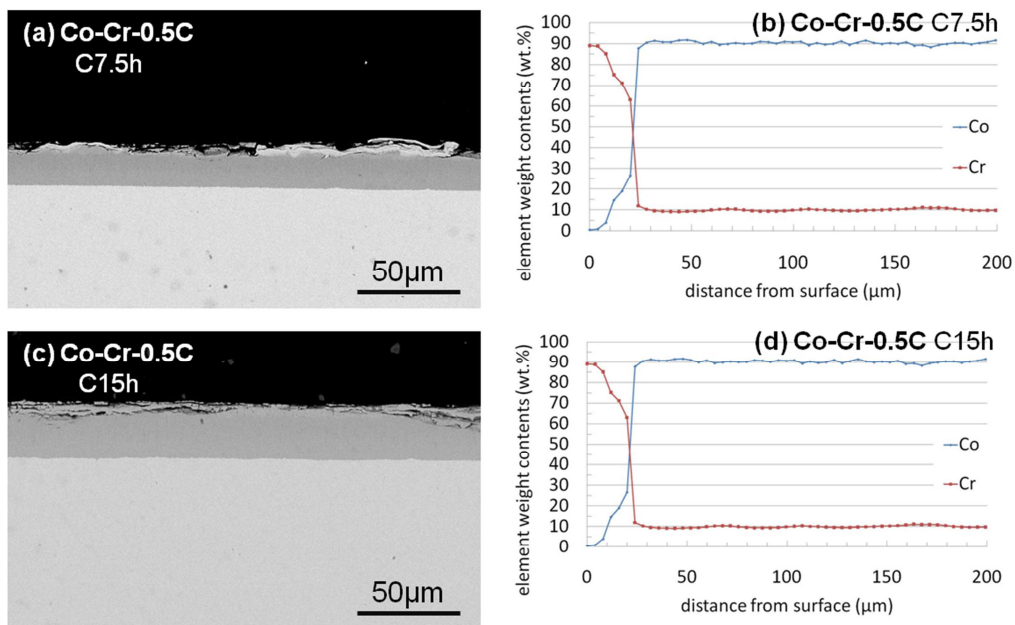 (a) Co-Cr-0.5C
C7.5h
50µm
(b) Co-Cr-0.5C C7.5h
element weight contents (wt.%)
100
90
80
70
60
50
40
30
20
10
0
Co
Cr
0 50 100 150 200
distance from surface (µm)
(c) Co-Cr-0.5C
C15h
50µm
(d) Co-Cr-0.5C C15h
element weight contents (wt.%)
100
90
80
70
60
50
40
30
20
10
0
Co
Cr
0 50 100 150 200
distance from surface (µm)